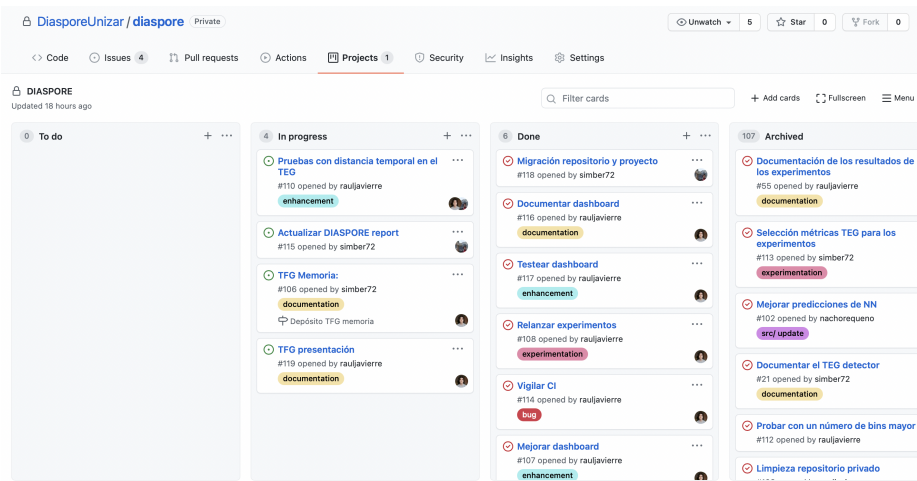 DiasporeUnizar / diaspore Private
Unwatch 5 Star 0 Fork 0
Code Issues 4 Pull requests Actions Projects 1 Security Insights Settings
DIASPORE
Updated 18 hours ago
Filter cards
+ Add cards Fullscreen Menu
0 To do
4 In progress
Pruebas con distancia temporal en el
TEG
#110 opened by rauljavierre
enhancement
Actualizar DIASPORE report
#115 opened by simber72
TFG Memoria:
#106 opened by simber72
documentation
Depósito TFG memoria
TFG presentación
#119 opened by rauljavierre
documentation
6 Done
Migración repositorio y proyecto
#118 opened by simber72
Documentar dashboard
#116 opened by rauljavierre
documentation
Testear dashboard
#117 opened by rauljavierre
enhancement
Relanzar experimentos
#108 opened by rauljavierre
experimentation
Vigilar CI
#114 opened by rauljavierre
bug
Mejorar dashboard
#107 opened by rauljavierre
enhancement
107 Archived
Documentación de los resultados de
los experimentos
#55 opened by rauljavierre
documentation
Selección métricas TEG para los
experimentos
#113 opened by simber72
experimentation
Mejorar predicciones de NN
#102 opened by nachorequeno
src/ update
Documentar el TEG detector
#21 opened by simber72
documentation
Probar con un número de bins mayor
#112 opened by rauljavierre
Limpieza repositorio privado